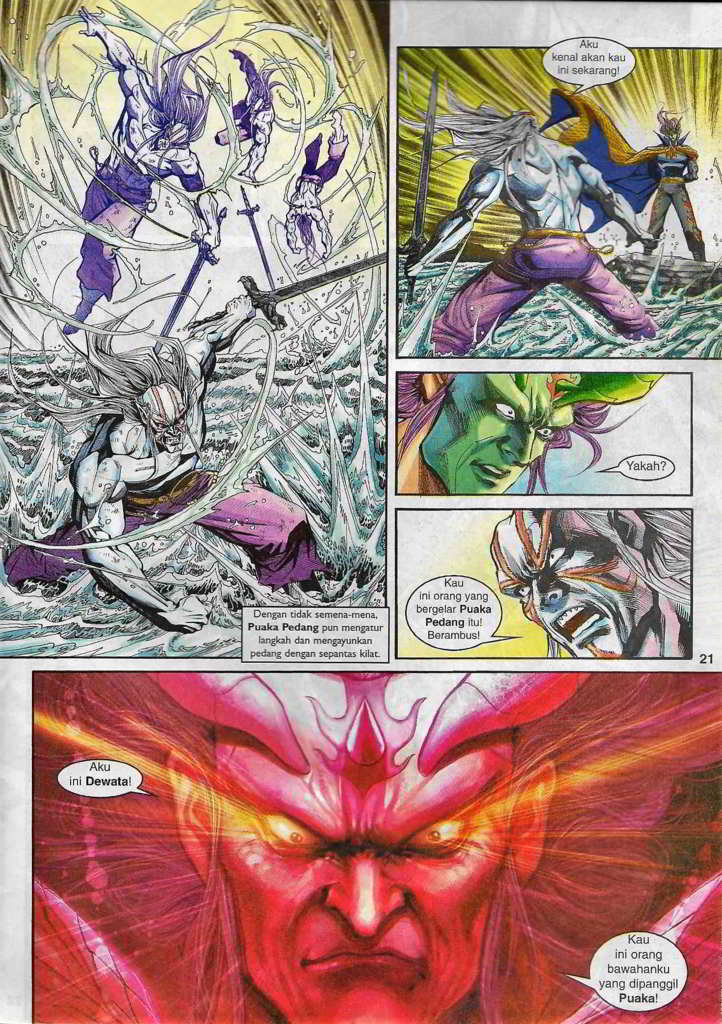 Dengan tidak semena-mena,
Puaka Pedang pun mengatur
langkah dan mengayunkan
pedang dengan sepantas kilat.
Aku
kenal akan kau
ini sekarang!
Yakah?
Kau
ini orang yang
bergelar Puaka
Pedang itu!
Berambus!
21
Aku
ini Dewata!
Kau
ini orang
bawahanku
yang dipanggil
Puaka!